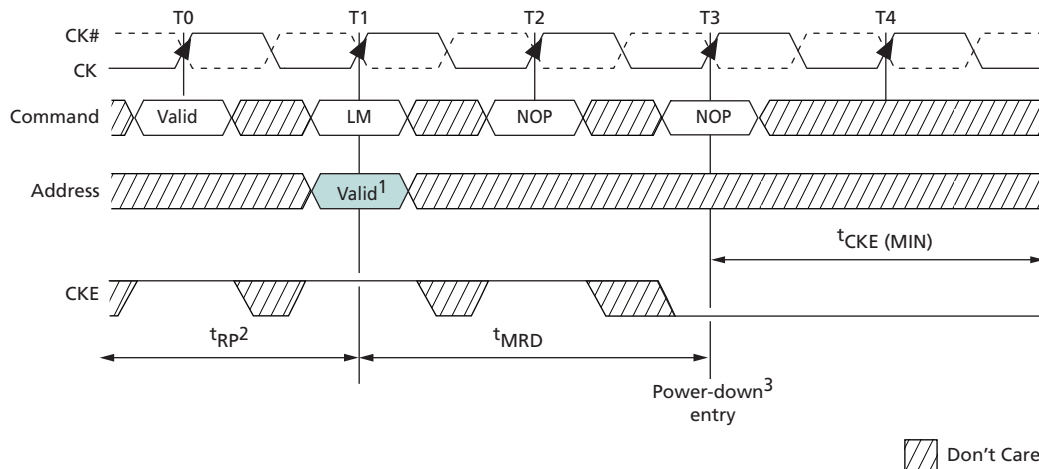 T0 T1 T2 T3 T4
CK#
CK
Command Valid LM NOP NOP
Address Valid1
tCKE (MIN)
CKE
tRP2 tMRD
Power-down3
entry
Don't Care